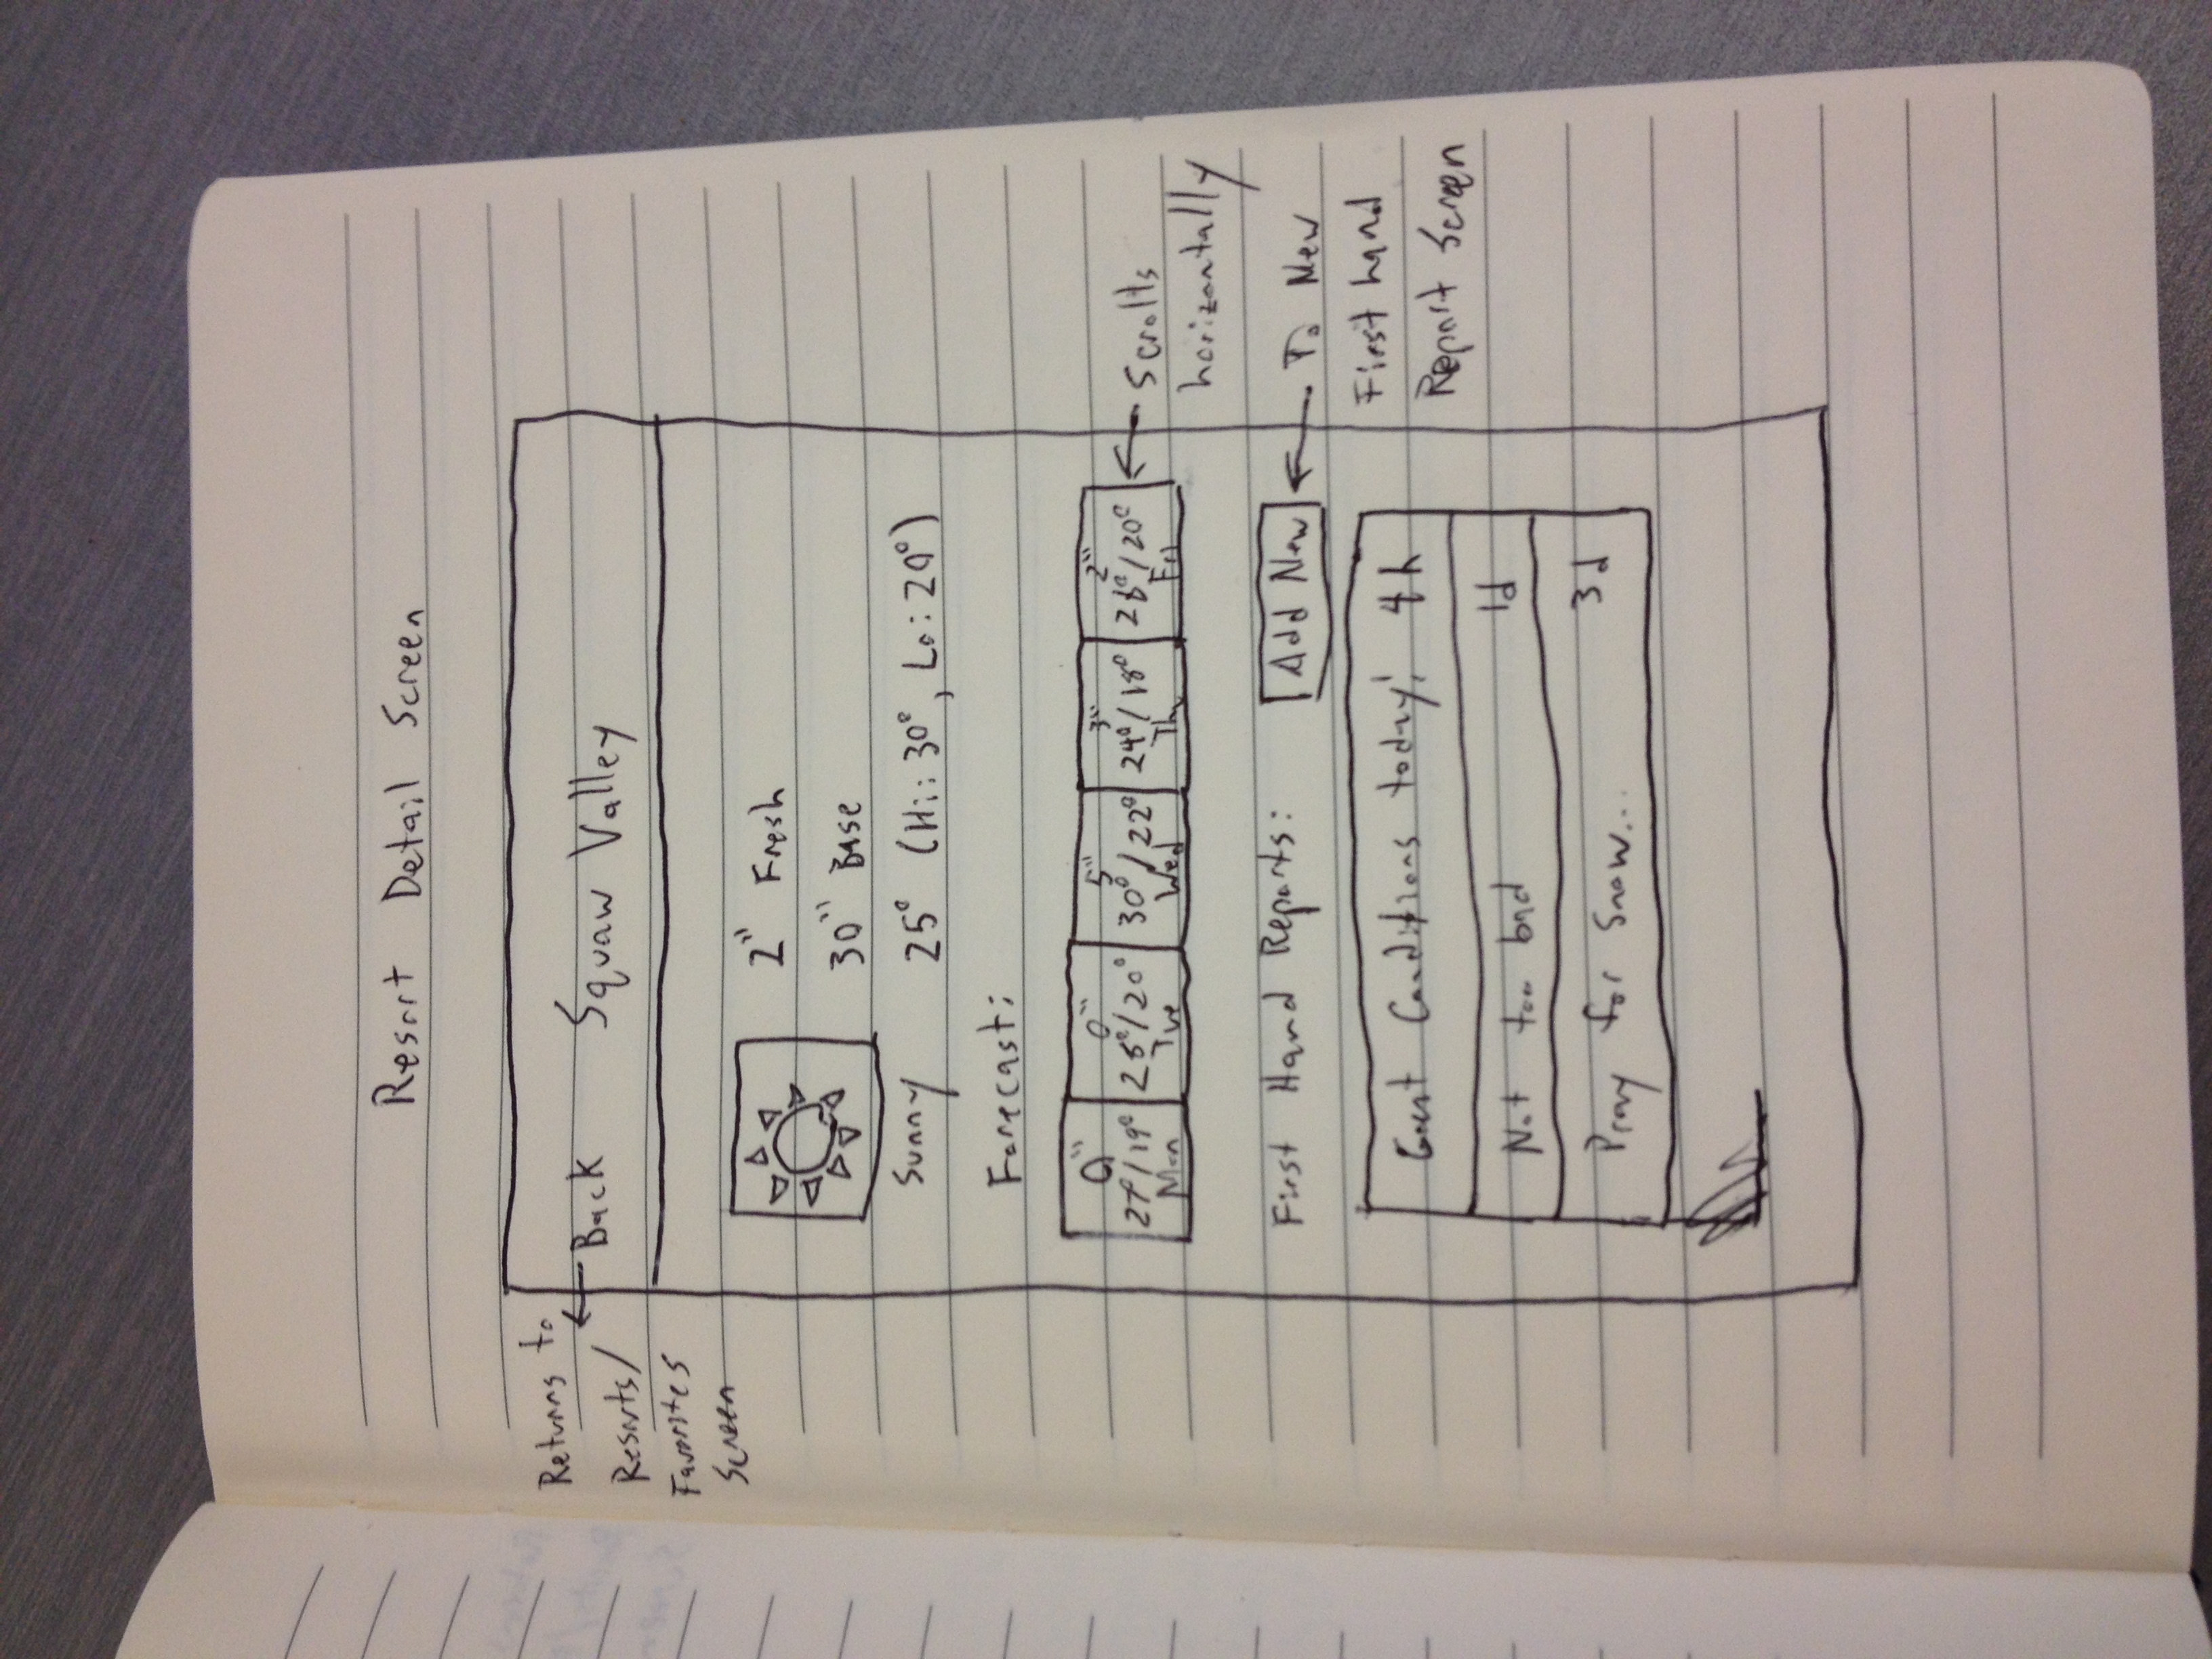 Resort Detail Screen
Returns to
Resorts/
Favorites
Screen
Back Squaw Valley
2" Fresh
30" Base
Sunny 25° (Hi: 30°, Lo: 20°)
Forecast:
0" 0" 5" 3" 2"
27°/19° /20° 30°/22° 24°/18° /20°
Mon Tue Wed Th Fri
Scrolls
horizontally
First Hand Reports: Add New
To New
First hand
Report Screen
Great Conditions today! 4h
Not too bad 1d
Pray for Snow... 3d